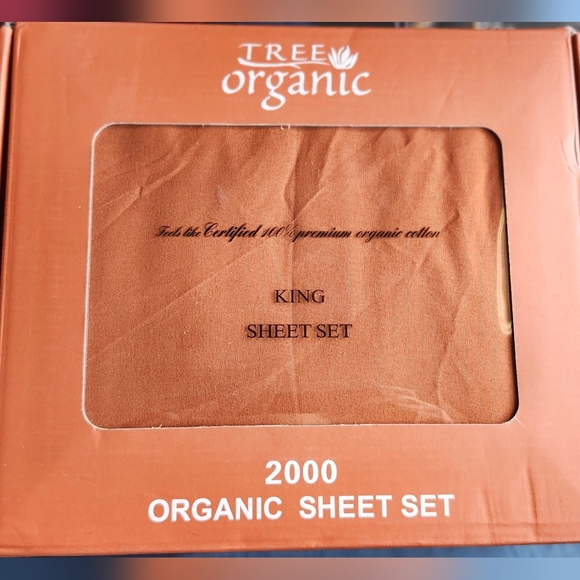 TREE
organic
Feels like Certified 100% premium organic cotton
KING
SHEET SET
2000
ORGANIC SHEET SET